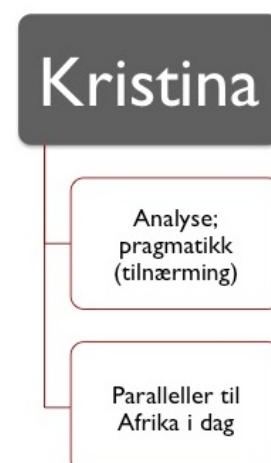 Kristina
Analyse;
pragmatikk
(tilnærming)
Paralleller til
Afrika i dag